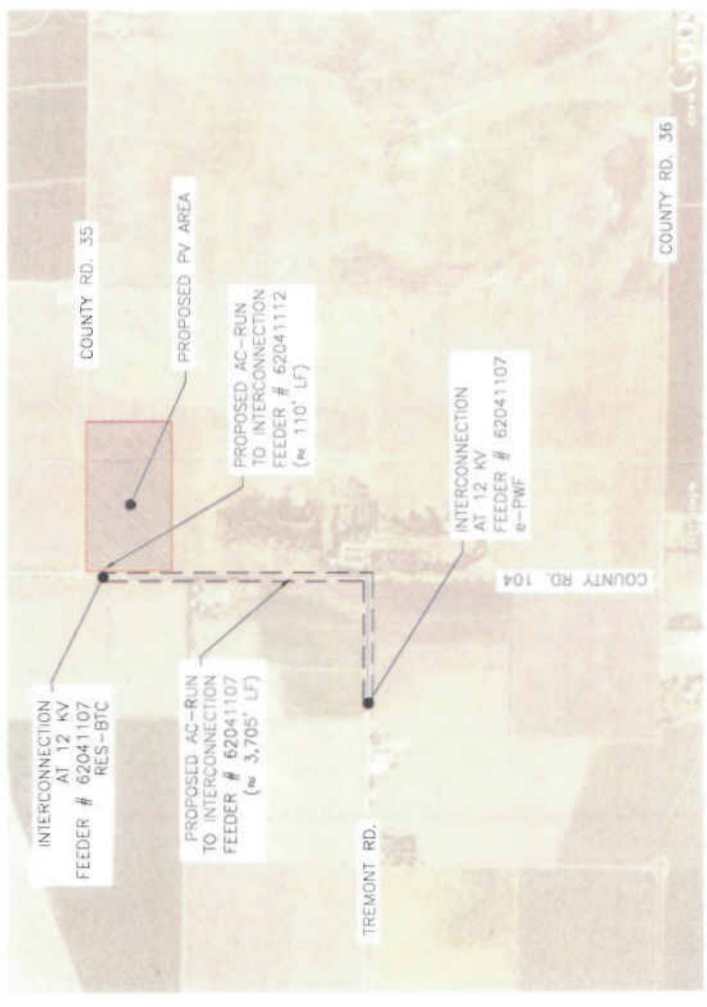 INTERCONNECTION
AT 12 KV
FEEDER # 62041107
RES-BTC
COUNTY RD. 35
PROPOSED PV AREA
PROPOSED AC-RUN
TO INTERCONNECTION
FEEDER # 62041112
(≈ 110' LF)
PROPOSED AC-RUN
TO INTERCONNECTION
FEEDER # 62041107
(≈ 3,705' LF)
TREMONT RD.
INTERCONNECTION
AT 12 KV
FEEDER # 62041107
e-PWF
COUNTY RD. 104
COUNTY RD. 36